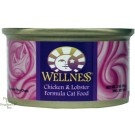 WELLNESS
Chicken & Lobster
Formula Cat Food